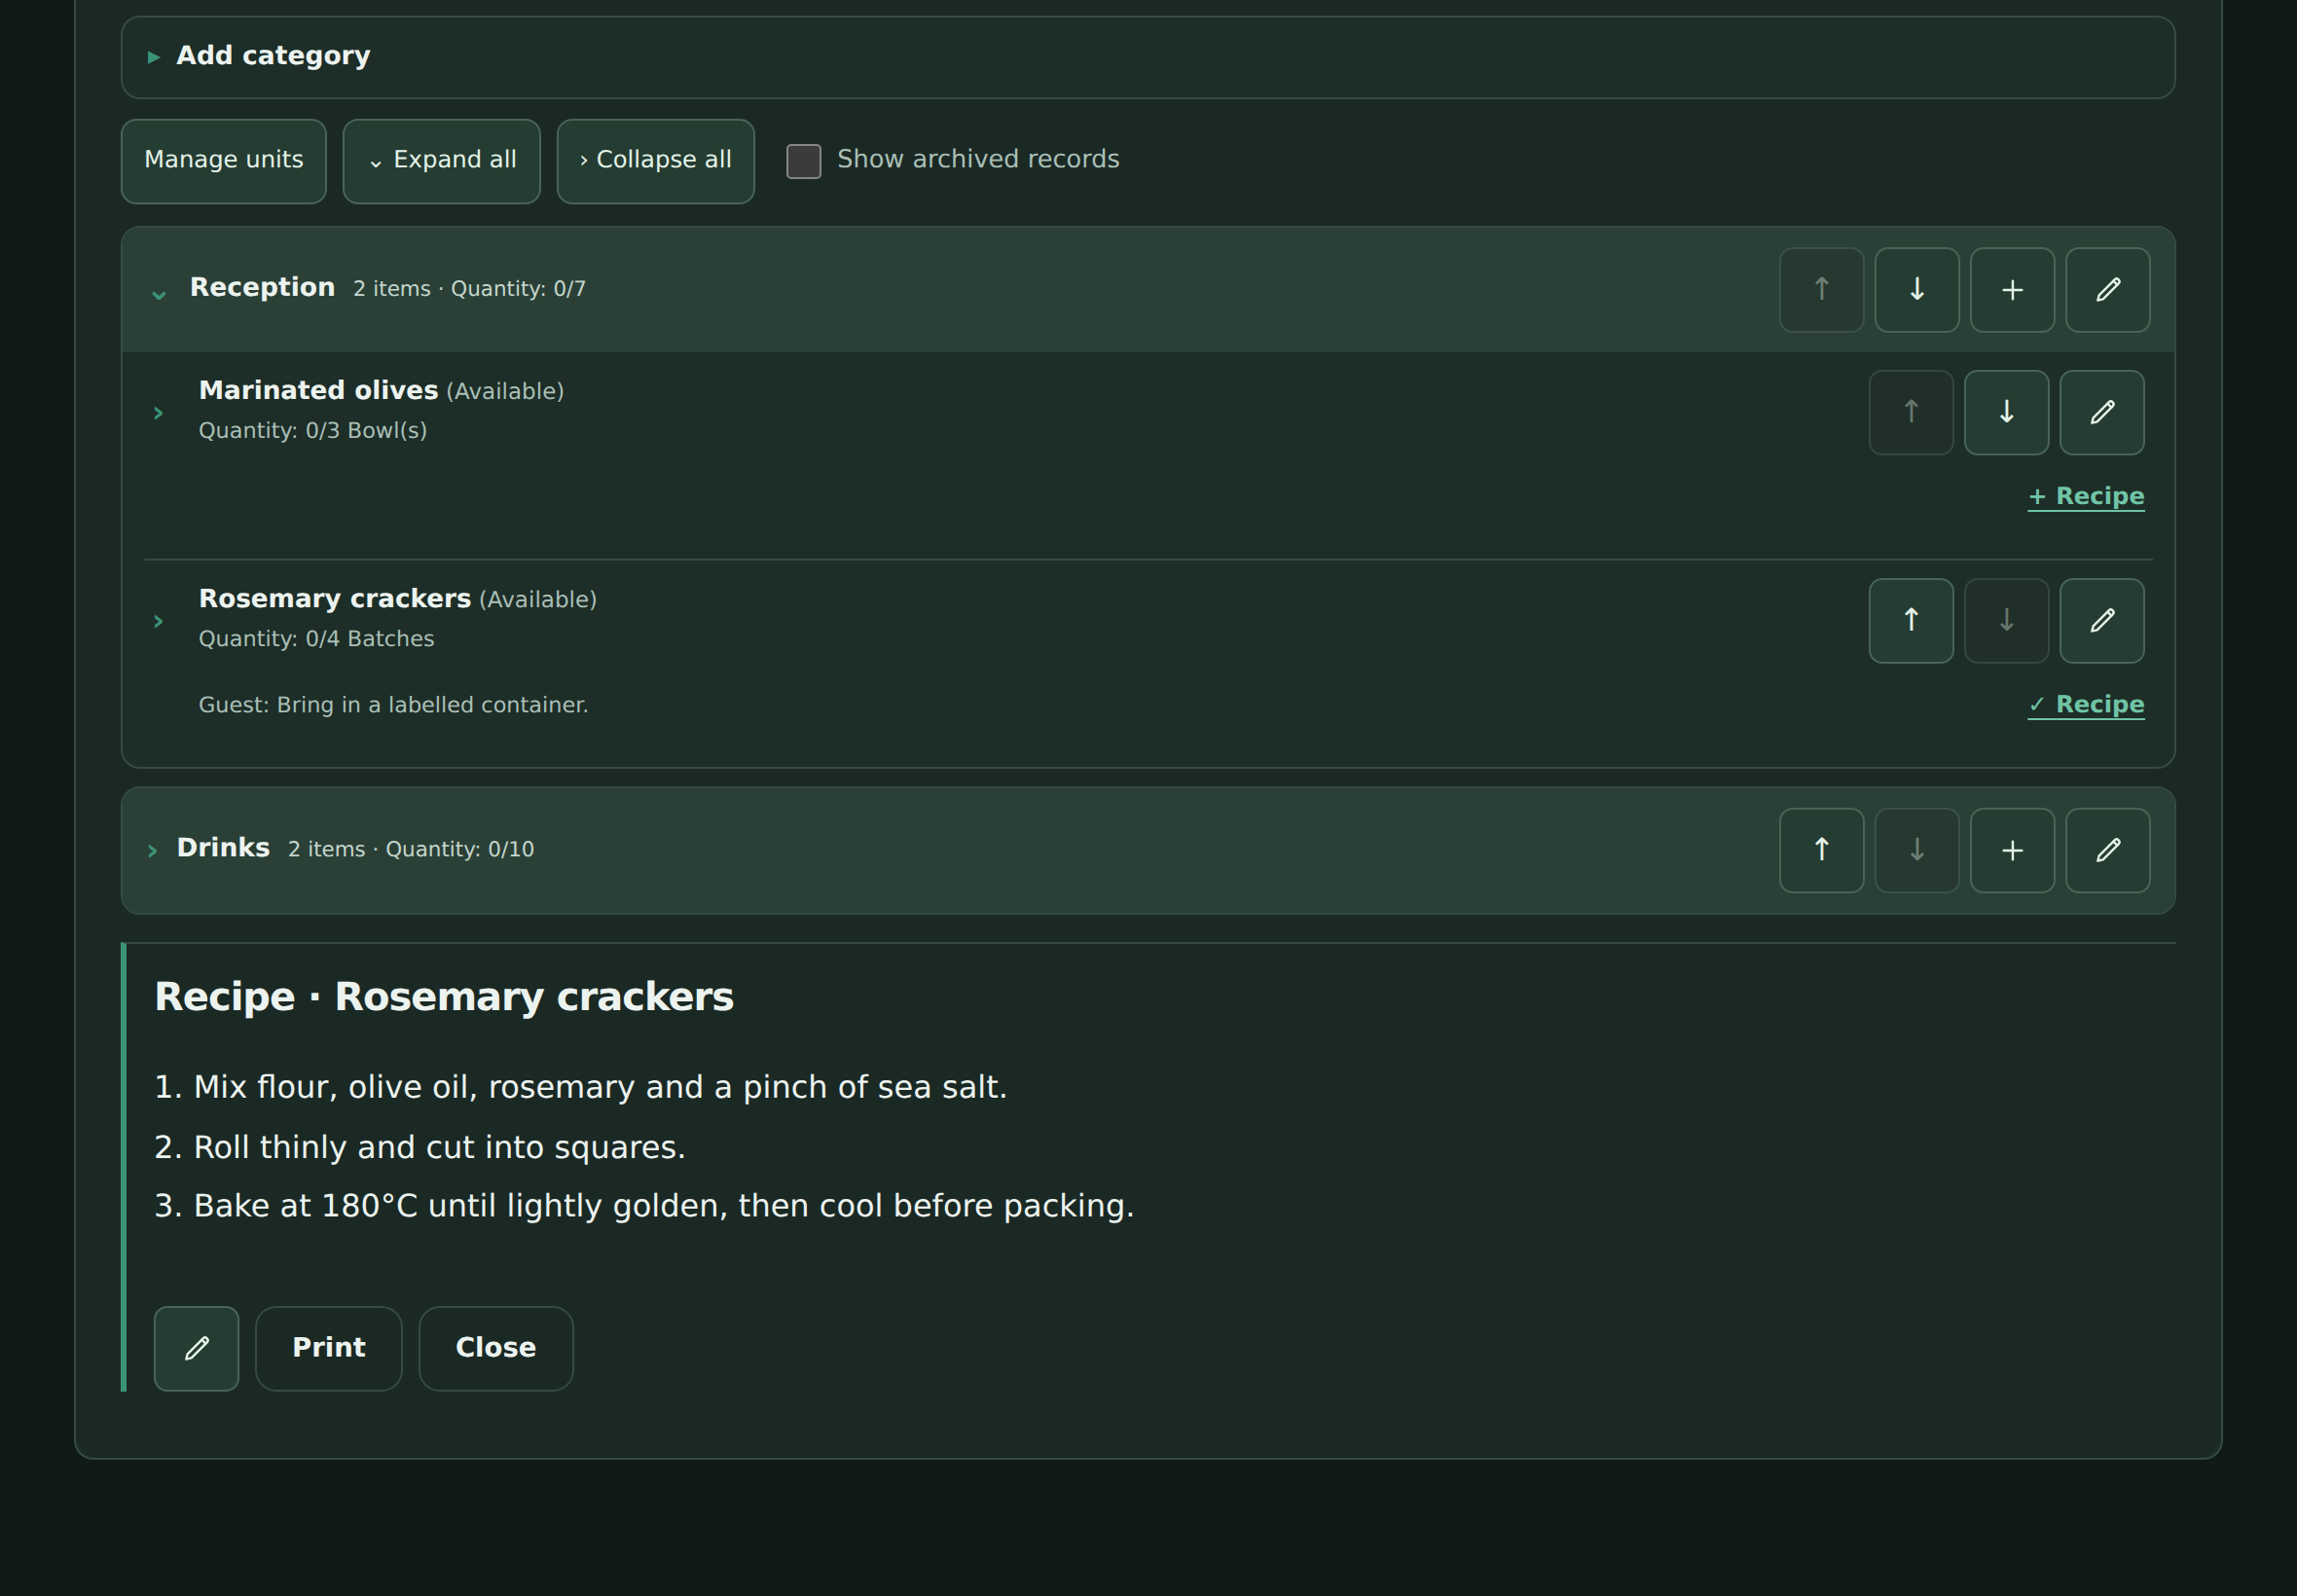 ▸ Add category
Manage units
⌄ Expand all
› Collapse all
Show archived records
⌄ Reception 2 items · Quantity: 0/7
↑ ↓ +
› Marinated olives (Available)
Quantity: 0/3 Bowl(s)
↑ ↓
+ Recipe
› Rosemary crackers (Available)
Quantity: 0/4 Batches
↑ ↓
Guest: Bring in a labelled container.
✓ Recipe
› Drinks 2 items · Quantity: 0/10
↑ ↓ +
Recipe · Rosemary crackers
1. Mix flour, olive oil, rosemary and a pinch of sea salt.
2. Roll thinly and cut into squares.
3. Bake at 180°C until lightly golden, then cool before packing.
Print
Close